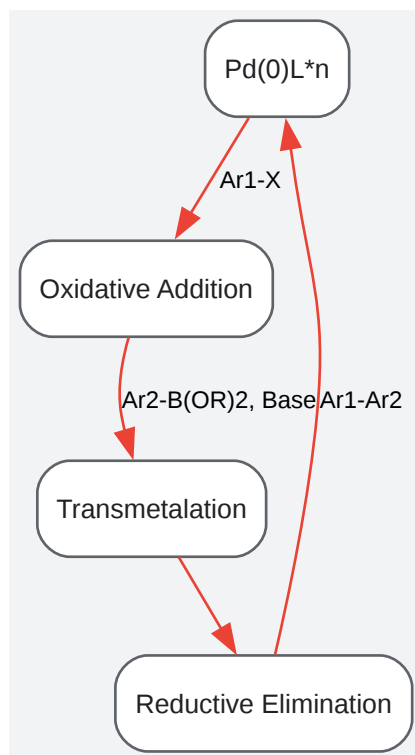 Pd(0)L*n
Ar1-X
Oxidative Addition
Ar2-B(OR)2, Base
Ar1-Ar2
Transmetalation
Reductive Elimination